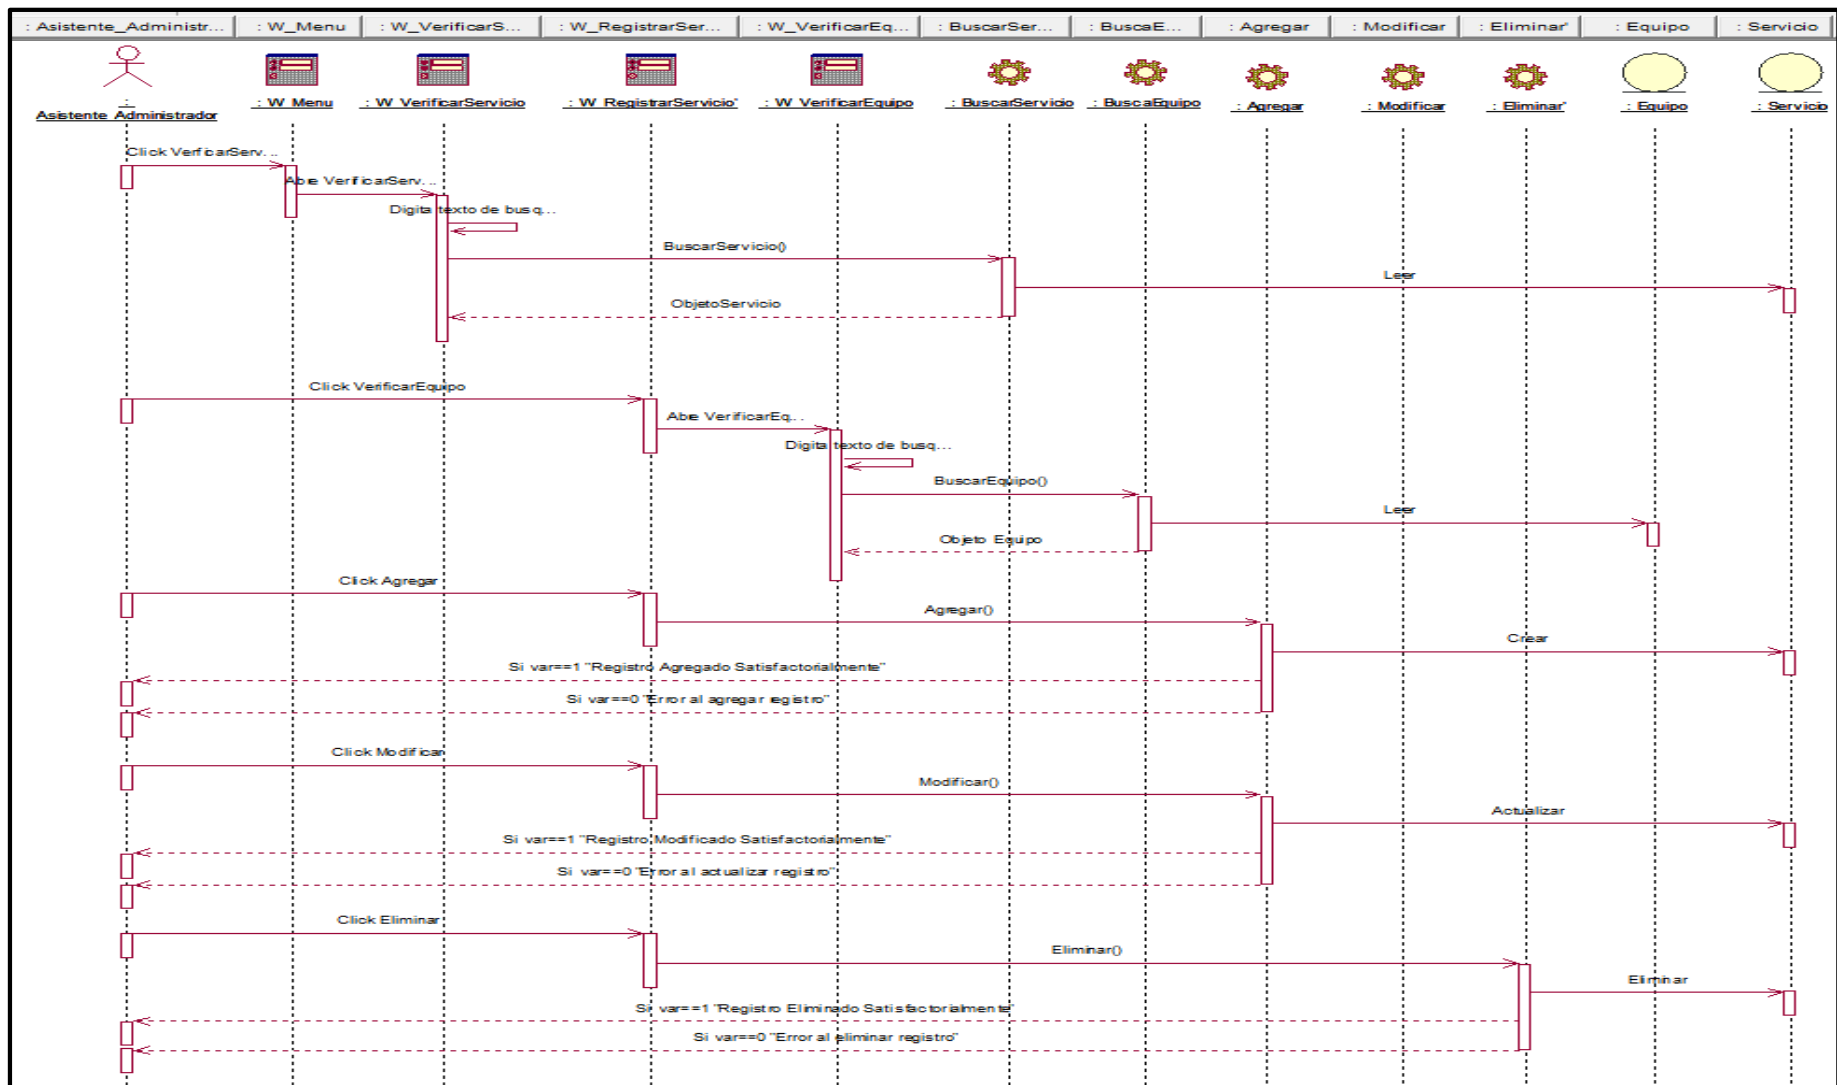 : Asistente_Administr...
: W_Menu
: W_VerificarS...
: W_RegistrarSer...
: W_VerificarEq...
: BuscarSer...
: BuscaE...
: Agregar
: Modificar
: Eliminar'
: Equipo
: Servicio
:
Asistente_Administrador
: W_Menu
: W_VerificarServicio
: W_RegistrarServicio'
: W_VerificarEquipo
: BuscarServicio
: BuscaEquipo
: Agregar
: Modificar
: Eliminar'
: Equipo
: Servicio
Click VerficarServ...
Abre VerificarServ...
Digita texto de busq...
BuscarServicio()
Leer
ObjetoServicio
Click VerificarEquipo
Abre VerificarEq...
Digita texto de busq...
BuscarEquipo()
Leer
Objeto Equipo
Click Agregar
Agregar()
Crear
Si var==1 "Registro Agregado Satisfactorialmente"
Si var==0 "Error al agregar registro"
Click Modificar
Modificar()
Actualizar
Si var==1 "Registro Modificado Satisfactorialmente"
Si var==0 "Error al actualizar registro"
Click Eliminar
Eliminar()
Eliminar
Si var==1 "Registro Eliminado Satisfactorialmente"
Si var==0 "Error al eliminar registro"